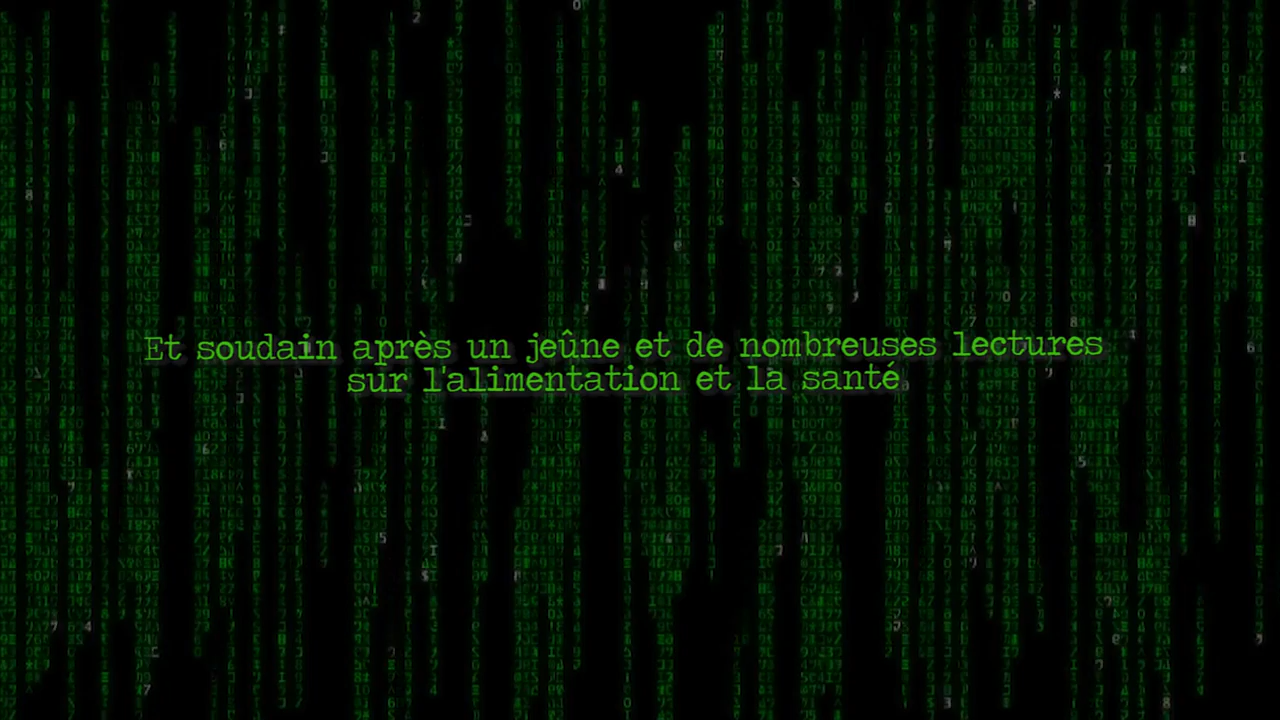 Et soudain après un jeûne et de nombreuses lectures
sur l'alimentation et la santé